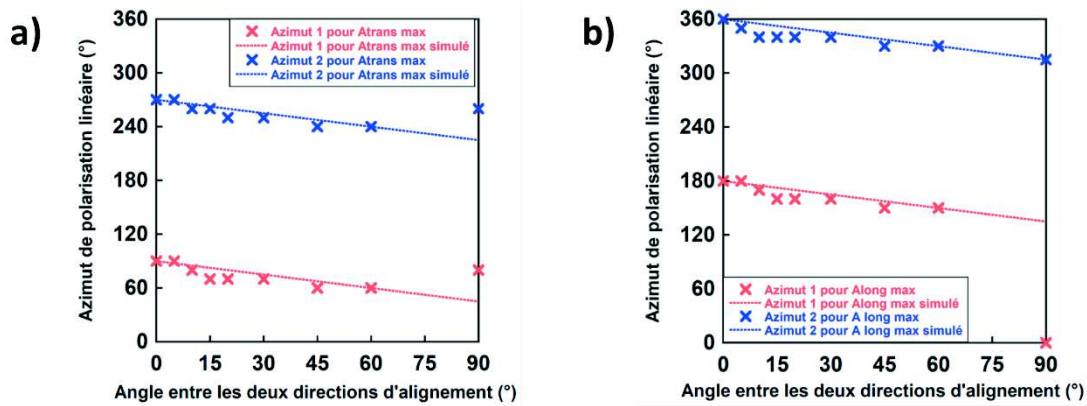 a)
360
300
240
180
120
60
0
Azimut de polarisation linéaire (°)
Azimut 1 pour Atrans max
Azimut 1 pour Atrans max simulé
Azimut 2 pour Atrans max
Azimut 2 pour Atrans max simulé
0 15 30 45 60 75 90
Angle entre les deux directions d'alignement (°)
b)
360
300
240
180
120
60
0
Azimut de polarisation linéaire (°)
Azimut 1 pour Along max
Azimut 1 pour Along max simulé
Azimut 2 pour A long max
Azimut 2 pour A long max simulé
0 15 30 45 60 75 90
Angle entre les deux directions d'alignement (°)